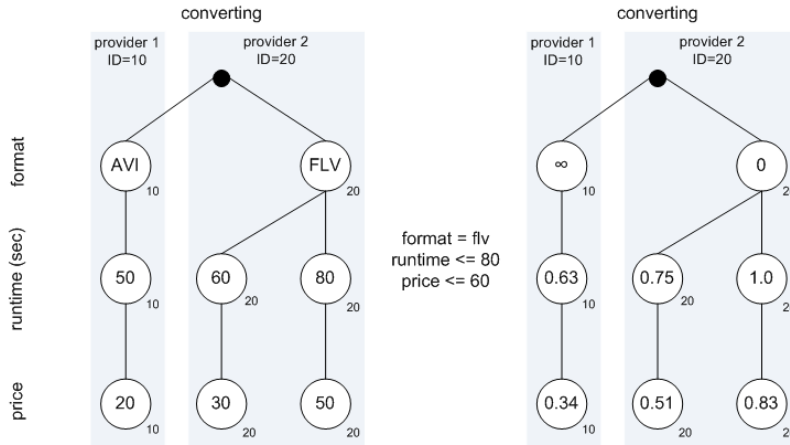 converting
converting
provider 1
ID=10
provider 2
ID=20
provider 1
ID=10
provider 2
ID=20
format
AVI
10
FLV
20
∞
10
0
2
format = flv
runtime <= 80
price <= 60
runtime (sec)
50
10
60
20
80
20
0.63
10
0.75
20
1.0
2
price
20
10
30
20
50
20
0.34
10
0.51
20
0.83
2